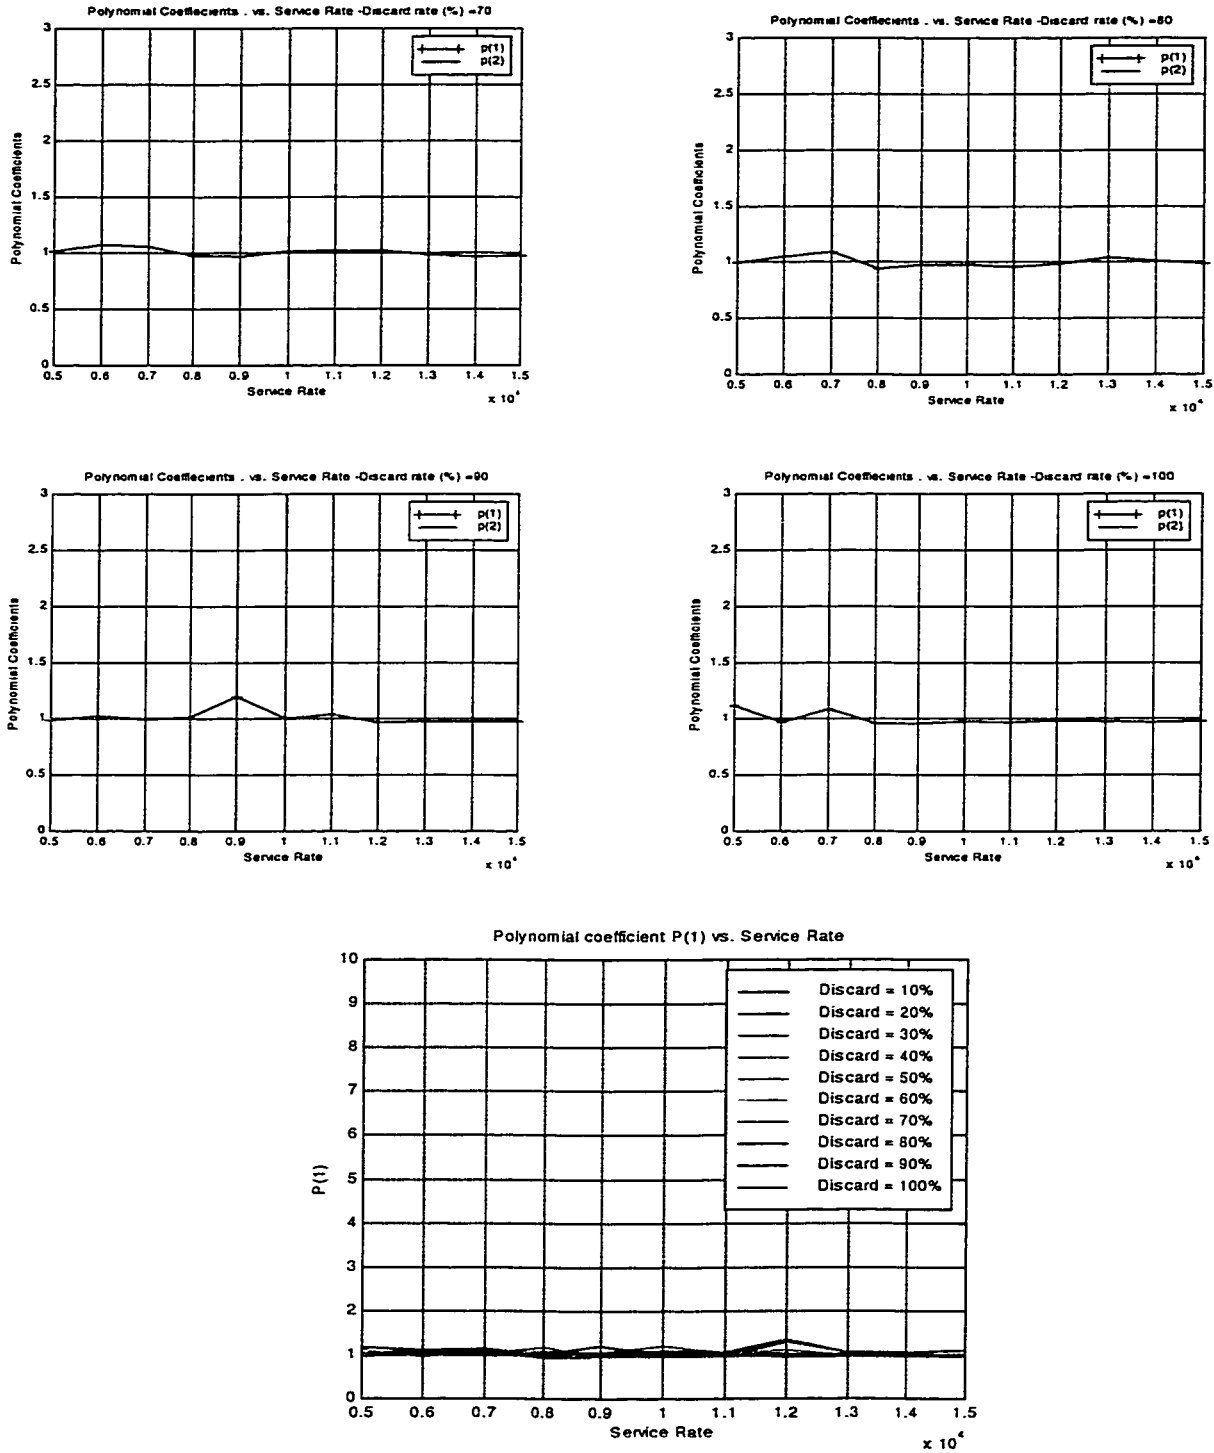 Polynomial Coeffiecients . vs. Service Rate -Discard rate (%) =70
3
2.5
2
1.5
1
0.5
0
Polynomial Coefficients
p(1)
p(2)
0.5 0.6 0.7 0.8 0.9 1 1.1 1.2 1.3 1.4 1.5
Service Rate
x 10^4
Polynomial Coeffiecients . vs. Service Rate -Discard rate (%) =80
3
2.5
2
1.5
1
0.5
0
Polynomial Coefficients
p(1)
p(2)
0.5 0.6 0.7 0.8 0.9 1 1.1 1.2 1.3 1.4 1.5
Service Rate
x 10^4
Polynomial Coeffiecients . vs. Service Rate -Discard rate (%) =90
3
2.5
2
1.5
1
0.5
0
Polynomial Coefficients
p(1)
p(2)
0.5 0.6 0.7 0.8 0.9 1 1.1 1.2 1.3 1.4 1.5
Service Rate
x 10^4
Polynomial Coeffiecients . vs. Service Rate -Discard rate (%) =100
3
2.5
2
1.5
1
0.5
0
Polynomial Coefficients
p(1)
p(2)
0.5 0.6 0.7 0.8 0.9 1 1.1 1.2 1.3 1.4 1.5
Service Rate
x 10^4
Polynomial coefficient P(1) vs. Service Rate
10
9
8
7
6
5
4
3
2
1
0
P(1)
Discard = 10%
Discard = 20%
Discard = 30%
Discard = 40%
Discard = 50%
Discard = 60%
Discard = 70%
Discard = 80%
Discard = 90%
Discard = 100%
0.5 0.6 0.7 0.8 0.9 1 1.1 1.2 1.3 1.4 1.5
Service Rate
x 10^4